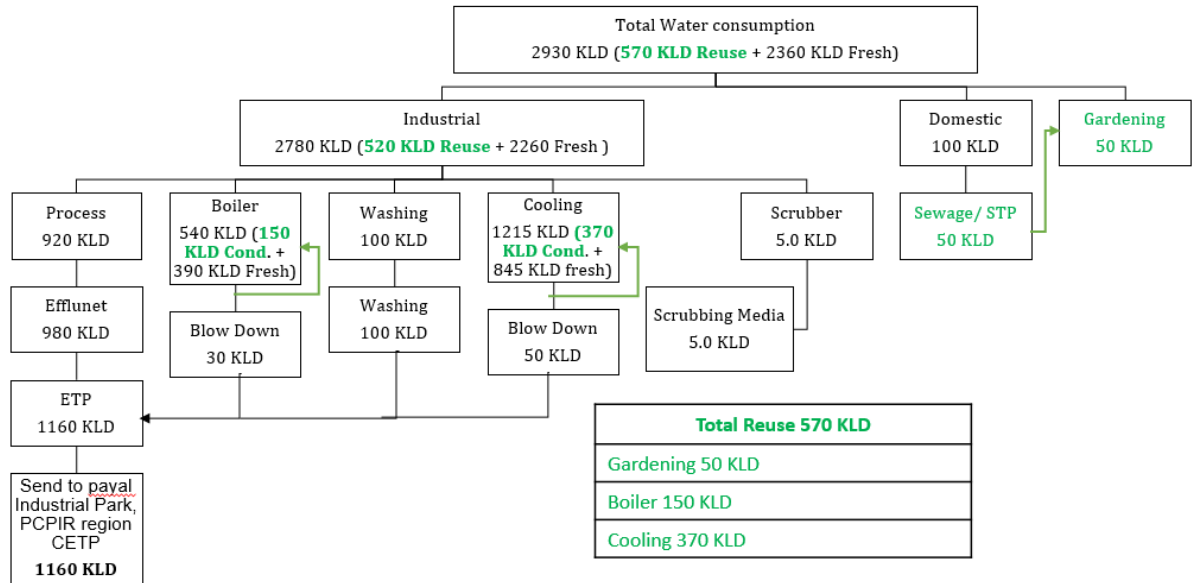 Total Water consumption
2930 KLD (570 KLD Reuse + 2360 KLD Fresh)
Industrial
2780 KLD (520 KLD Reuse + 2260 Fresh )
Domestic
100 KLD
Gardening
50 KLD
Process
920 KLD
Boiler
540 KLD (150
KLD Cond. +
390 KLD Fresh)
Washing
100 KLD
Cooling
1215 KLD (370
KLD Cond. +
845 KLD fresh)
Scrubber
5.0 KLD
Sewage/ STP
50 KLD
Efflunet
980 KLD
Blow Down
30 KLD
Washing
100 KLD
Blow Down
50 KLD
Scrubbing Media
5.0 KLD
ETP
1160 KLD
Send to payal
Industrial Park,
PCPIR region
CETP
1160 KLD
Total Reuse 570 KLD
Gardening 50 KLD
Boiler 150 KLD
Cooling 370 KLD